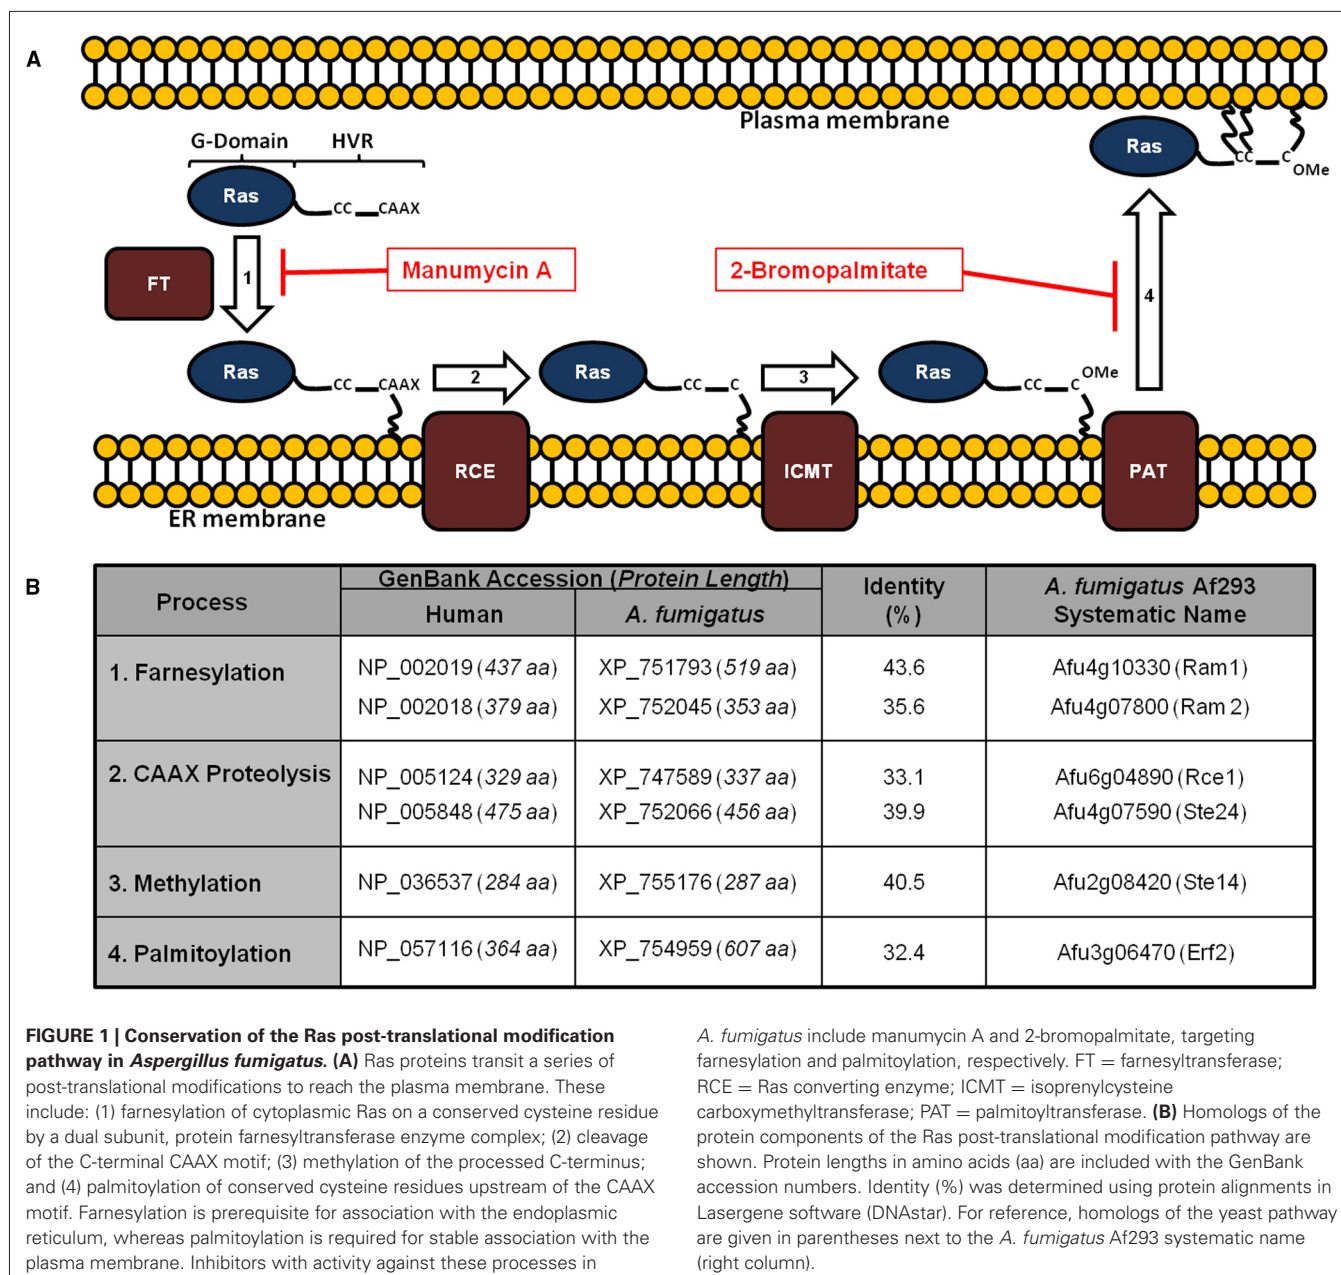 A
Plasma membrane
G-Domain HVR
Ras
CC CAAX
Ras
CC C
OMe
FT
1
Manumycin A
2-Bromopalmitate
4
Ras
CC CAAX
2
Ras
CC C
3
Ras
CC C
OMe
RCE
ICMT
PAT
ER membrane
B
Process
GenBank Accession (Protein Length)
Human
A. fumigatus
Identity
(%)
A. fumigatus Af293
Systematic Name
1. Farnesylation
NP_002019 (437 aa) XP_751793 (519 aa) 43.6 Afu4g10330 (Ram1)
NP_002018 (379 aa) XP_752045 (353 aa) 35.6 Afu4g07800 (Ram 2)
2. CAAX Proteolysis NP_005124 (329 aa) XP_747589 (337 aa) 33.1 Afu6g04890 (Rce1)
NP_005848 (475 aa) XP_752066 (456 aa) 39.9 Afu4g07590 (Ste24)
3. Methylation NP_036537 (284 aa) XP_755176 (287 aa) 40.5 Afu2g08420 (Ste14)
4. Palmitoylation NP_057116 (364 aa) XP_754959 (607 aa) 32.4 Afu3g06470 (Erf2)
FIGURE 1 | Conservation of the Ras post-translational modification
pathway in Aspergillus fumigatus. (A) Ras proteins transit a series of
post-translational modifications to reach the plasma membrane. These
include: (1) farnesylation of cytoplasmic Ras on a conserved cysteine residue
by a dual subunit, protein farnesyltransferase enzyme complex; (2) cleavage
of the C-terminal CAAX motif; (3) methylation of the processed C-terminus;
and (4) palmitoylation of conserved cysteine residues upstream of the CAAX
motif. Farnesylation is prerequisite for association with the endoplasmic
reticulum, whereas palmitoylation is required for stable association with the
plasma membrane. Inhibitors with activity against these processes in
A. fumigatus include manumycin A and 2-bromopalmitate, targeting
farnesylation and palmitoylation, respectively. FT = farnesyltransferase;
RCE = Ras converting enzyme; ICMT = isoprenylcysteine
carboxymethyltransferase; PAT = palmitoyltransferase. (B) Homologs of the
protein components of the Ras post-translational modification pathway are
shown. Protein lengths in amino acids (aa) are included with the GenBank
accession numbers. Identity (%) was determined using protein alignments in
Lasergene software (DNAstar). For reference, homologs of the yeast pathway
are given in parentheses next to the A. fumigatus Af293 systematic name
(right column).